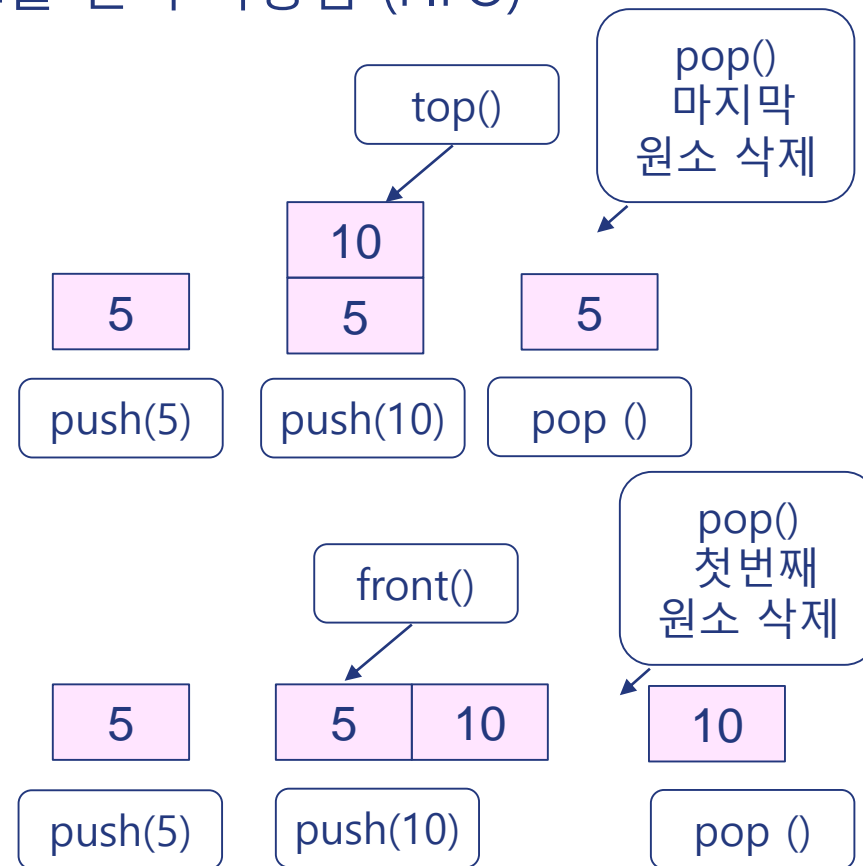 (FIFO)
top()
pop()
마지막
원소 삭제
10
5
5
5
push(5)
push(10)
pop ()
front()
pop()
첫번째
원소 삭제
5
5
10
10
push(5)
push(10)
pop ()